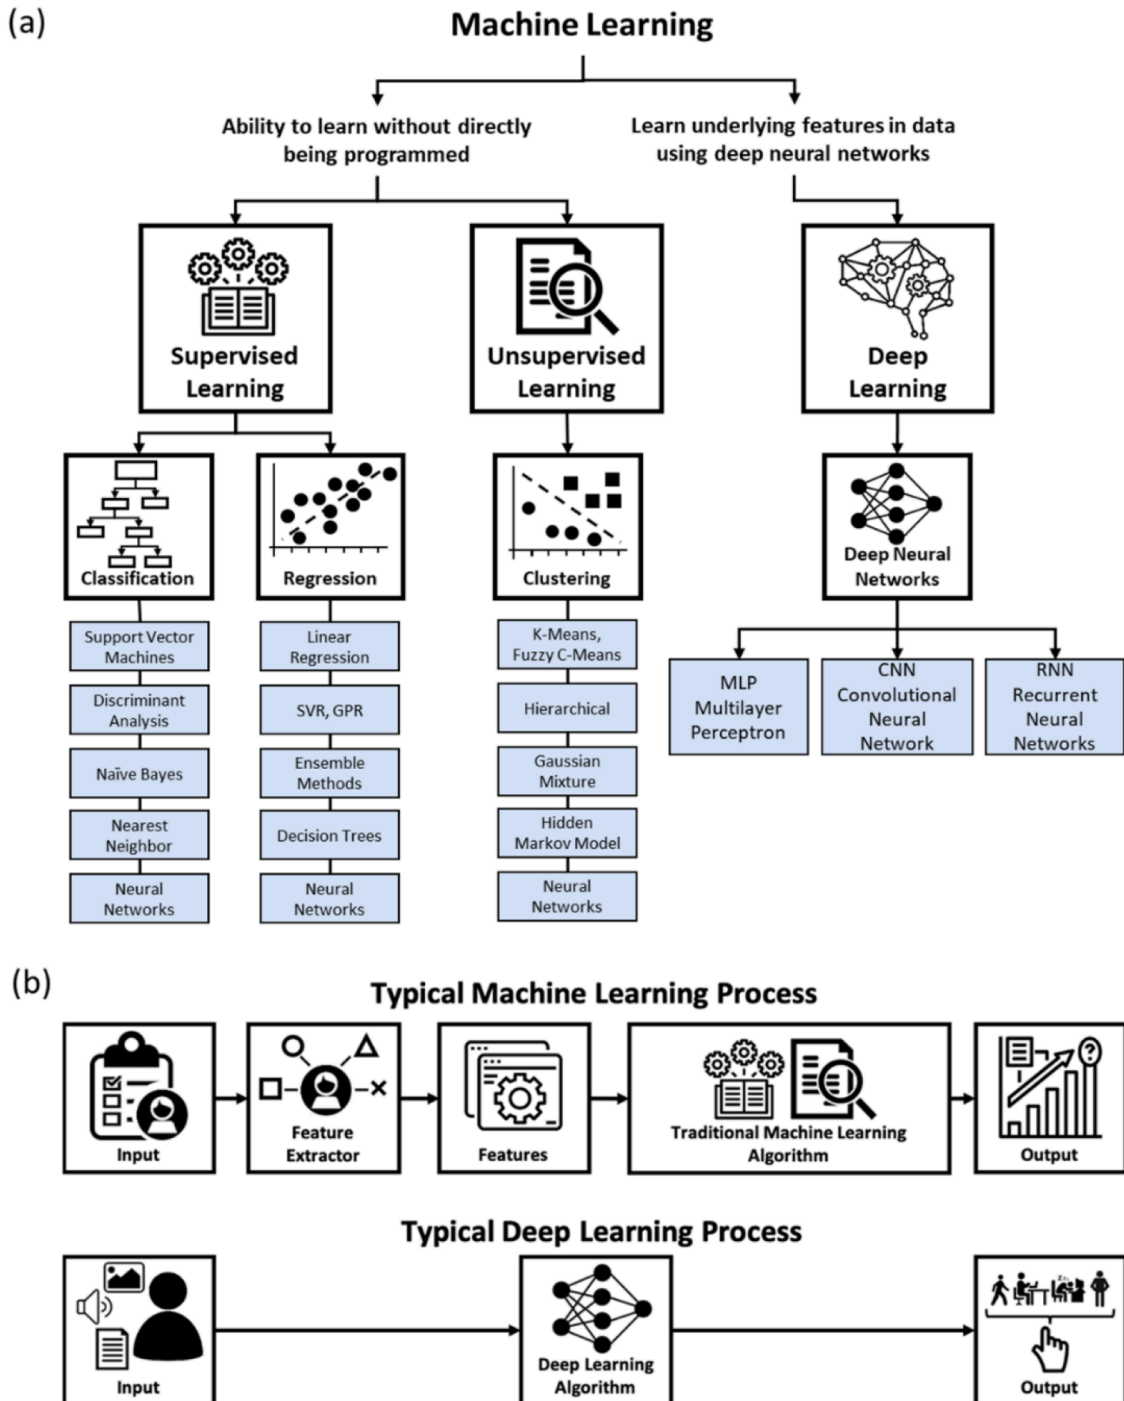 (a)
Machine Learning
Ability to learn without directly
being programmed
Learn underlying features in data
using deep neural networks
Supervised
Learning
Unsupervised
Learning
Deep
Learning
Classification
Regression
Clustering
Deep Neural
Networks
Support Vector
Machines
Discriminant
Analysis
Naïve Bayes
Nearest
Neighbor
Neural
Networks
Linear
Regression
SVR, GPR
Ensemble
Methods
Decision Trees
Neural
Networks
K-Means,
Fuzzy C-Means
Hierarchical
Gaussian
Mixture
Hidden
Markov Model
Neural
Networks
MLP
Multilayer
Perceptron
CNN
Convolutional
Neural
Network
RNN
Recurrent
Neural
Networks
(b)
Typical Machine Learning Process
Input
Feature
Extractor
Features
Traditional Machine Learning
Algorithm
?
Output
Typical Deep Learning Process
Input
Deep Learning
Algorithm
Output